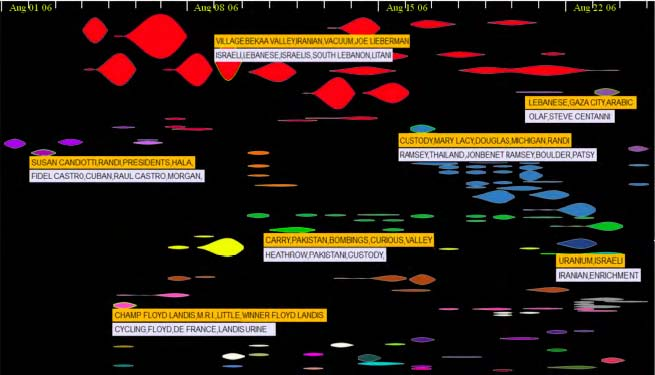 Aug 01 06
Aug 08 06
Aug 15 06
Aug 22 06
VILLAGE BEKAA VALLEY,IRANIAN,VACUUM,JOE LIEBERMAN
ISRAELI,LEBANESE,ISRAELIS,SOUTH LEBANON,LITANI
LEBANESE,GAZA CITY,ARABIC
OLAF,STEVE CENTANNI
CUSTODY,MARY LACY,DOUGLAS,MICHIGAN,RANDI
RAMSEY,THAILAND,JONBENET RAMSEY,BOULDER,PATSY
SUSAN CANDIOTTI,RANDI,PRESIDENTS,HALA,
FIDEL CASTRO,CUBAN,RAUL CASTRO,MORGAN,
CARRY,PAKISTAN,BOMBINGS,CURIOUS,VALLEY
HEATHROW,PAKISTANI,CUSTODY,
URANIUM,ISRAELI
IRANIAN,ENRICHMENT
CHAMP FLOYD LANDIS,M.R.I.,LITTLE,WINNER FLOYD LANDIS
CYCLING,FLOYD,DE FRANCE,LANDIS URINE